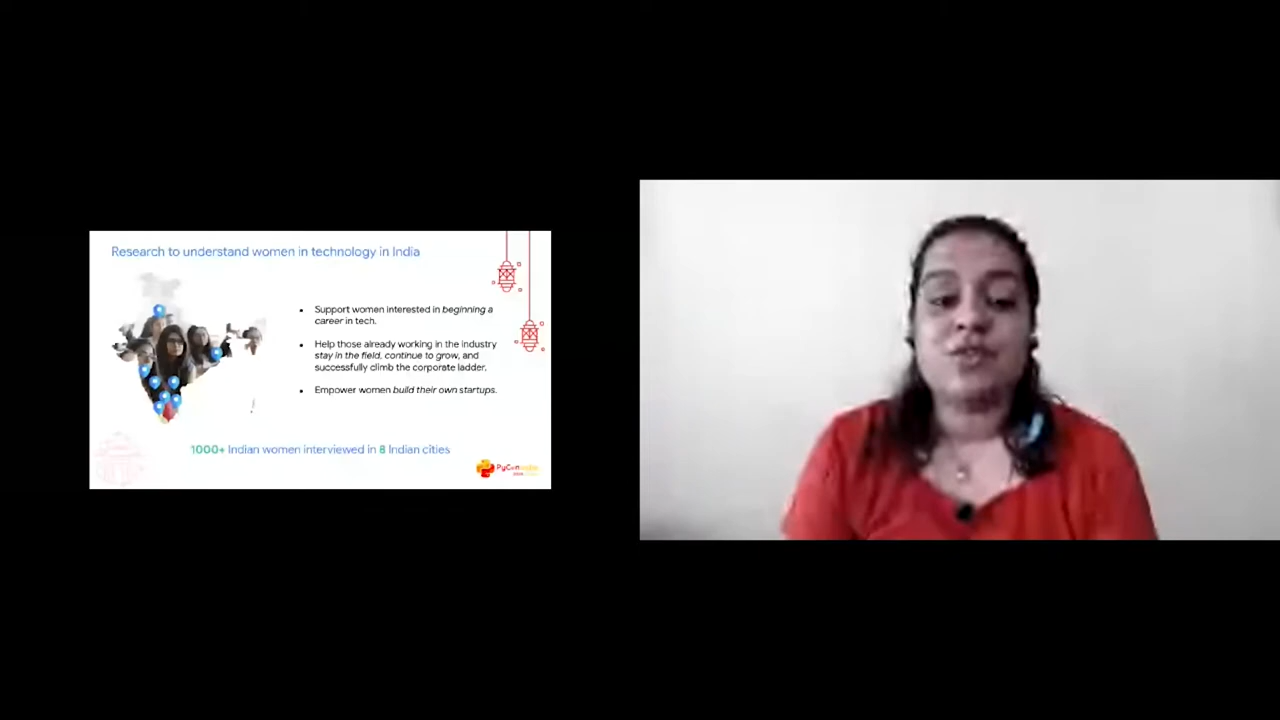 Research to understand women in technology in India
• Support women interested in beginning a
career in tech.
• Help those already working in the industry
stay in the field, continue to grow, and
successfully climb the corporate ladder.
• Empower women build their own startups.
1000+ Indian women interviewed in 8 Indian cities
PyCon India